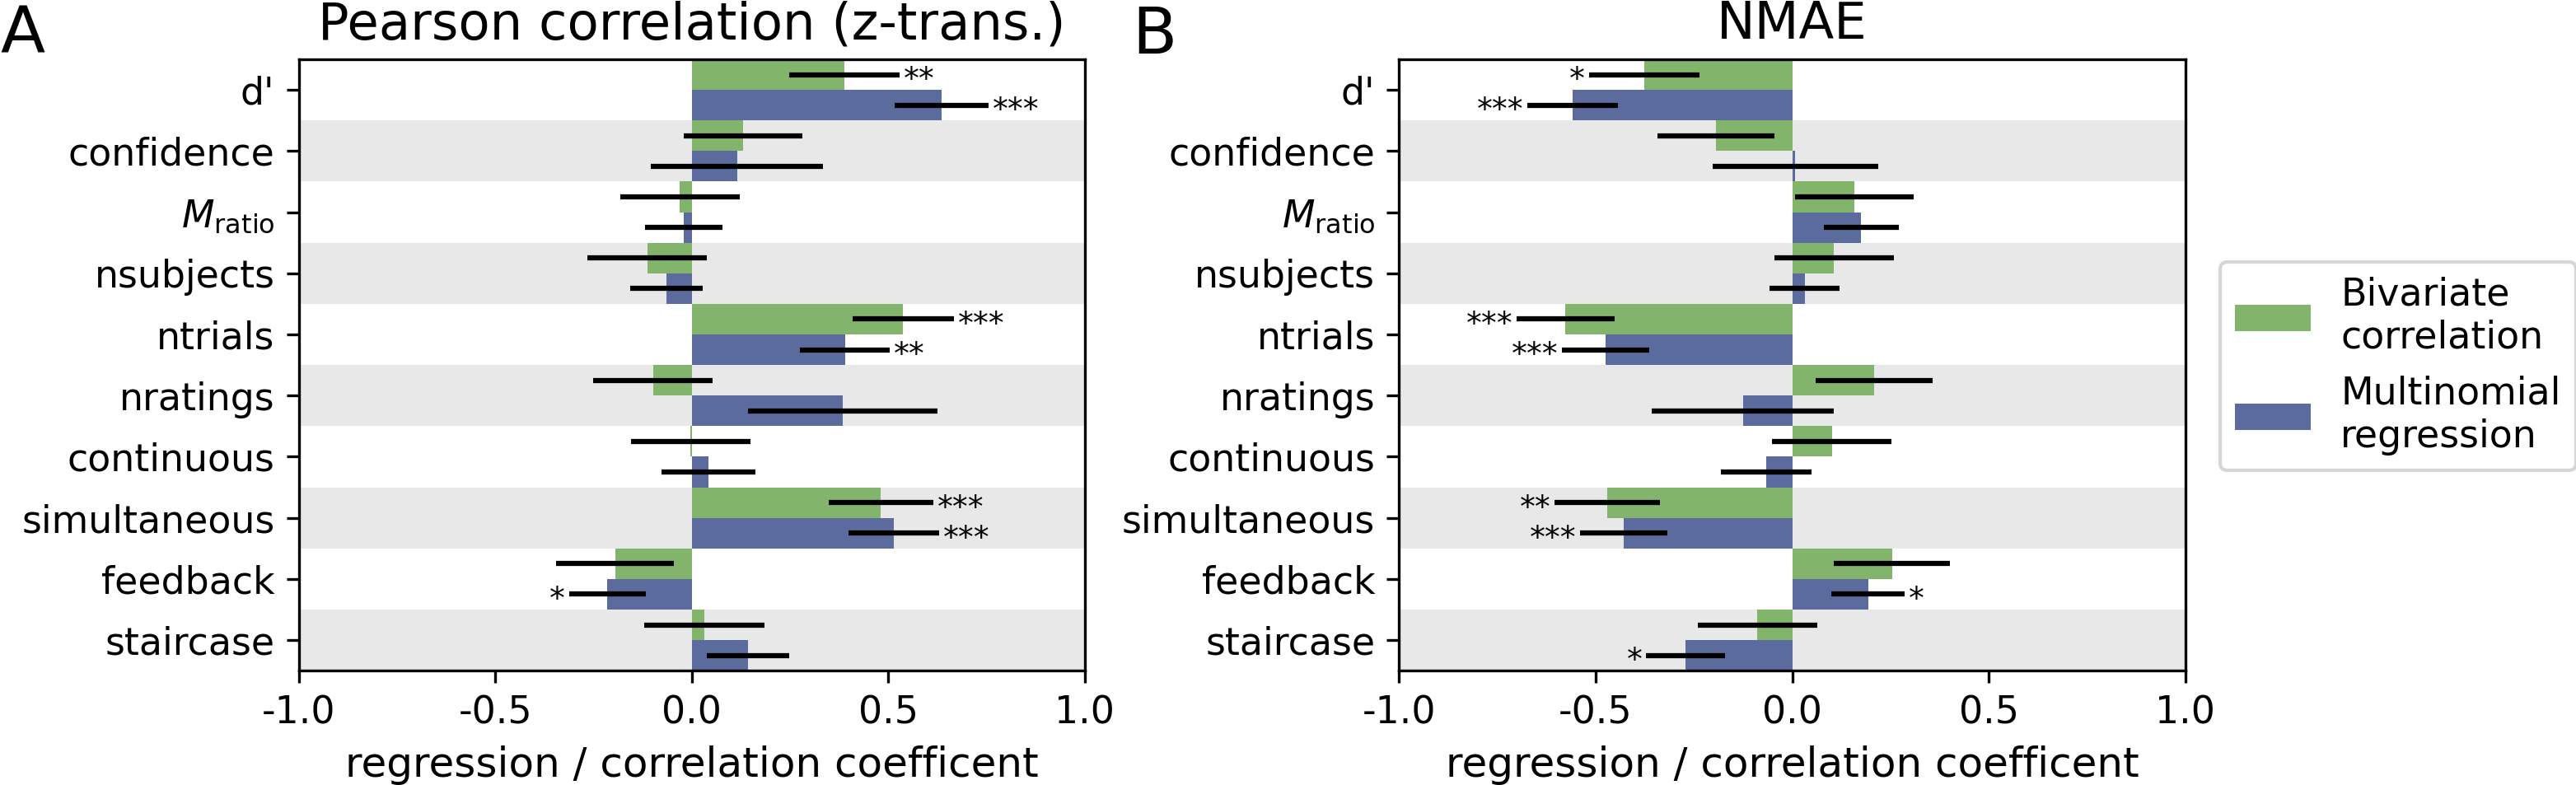 A
Pearson correlation (z-trans.)
d'
confidence
M_ratio
nsubjects
ntrials
nratings
continuous
simultaneous
feedback
staircase
**
***
***
**
***
***
*
-1.0 -0.5 0.0 0.5 1.0
regression / correlation coefficent
B
NMAE
d'
confidence
M_ratio
nsubjects
ntrials
nratings
continuous
simultaneous
feedback
staircase
*
***
***
***
**
***
*
*
-1.0 -0.5 0.0 0.5 1.0
regression / correlation coefficent
Bivariate
correlation
Multinomial
regression